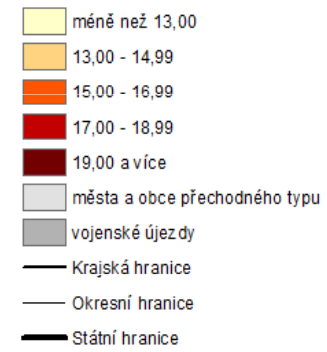 méně než 13,00
13,00 - 14,99
15,00 - 16,99
17,00 - 18,99
19,00 a více
města a obce přechodného typu
vojenské újezdy
Krajská hranice
Okresní hranice
Státní hranice